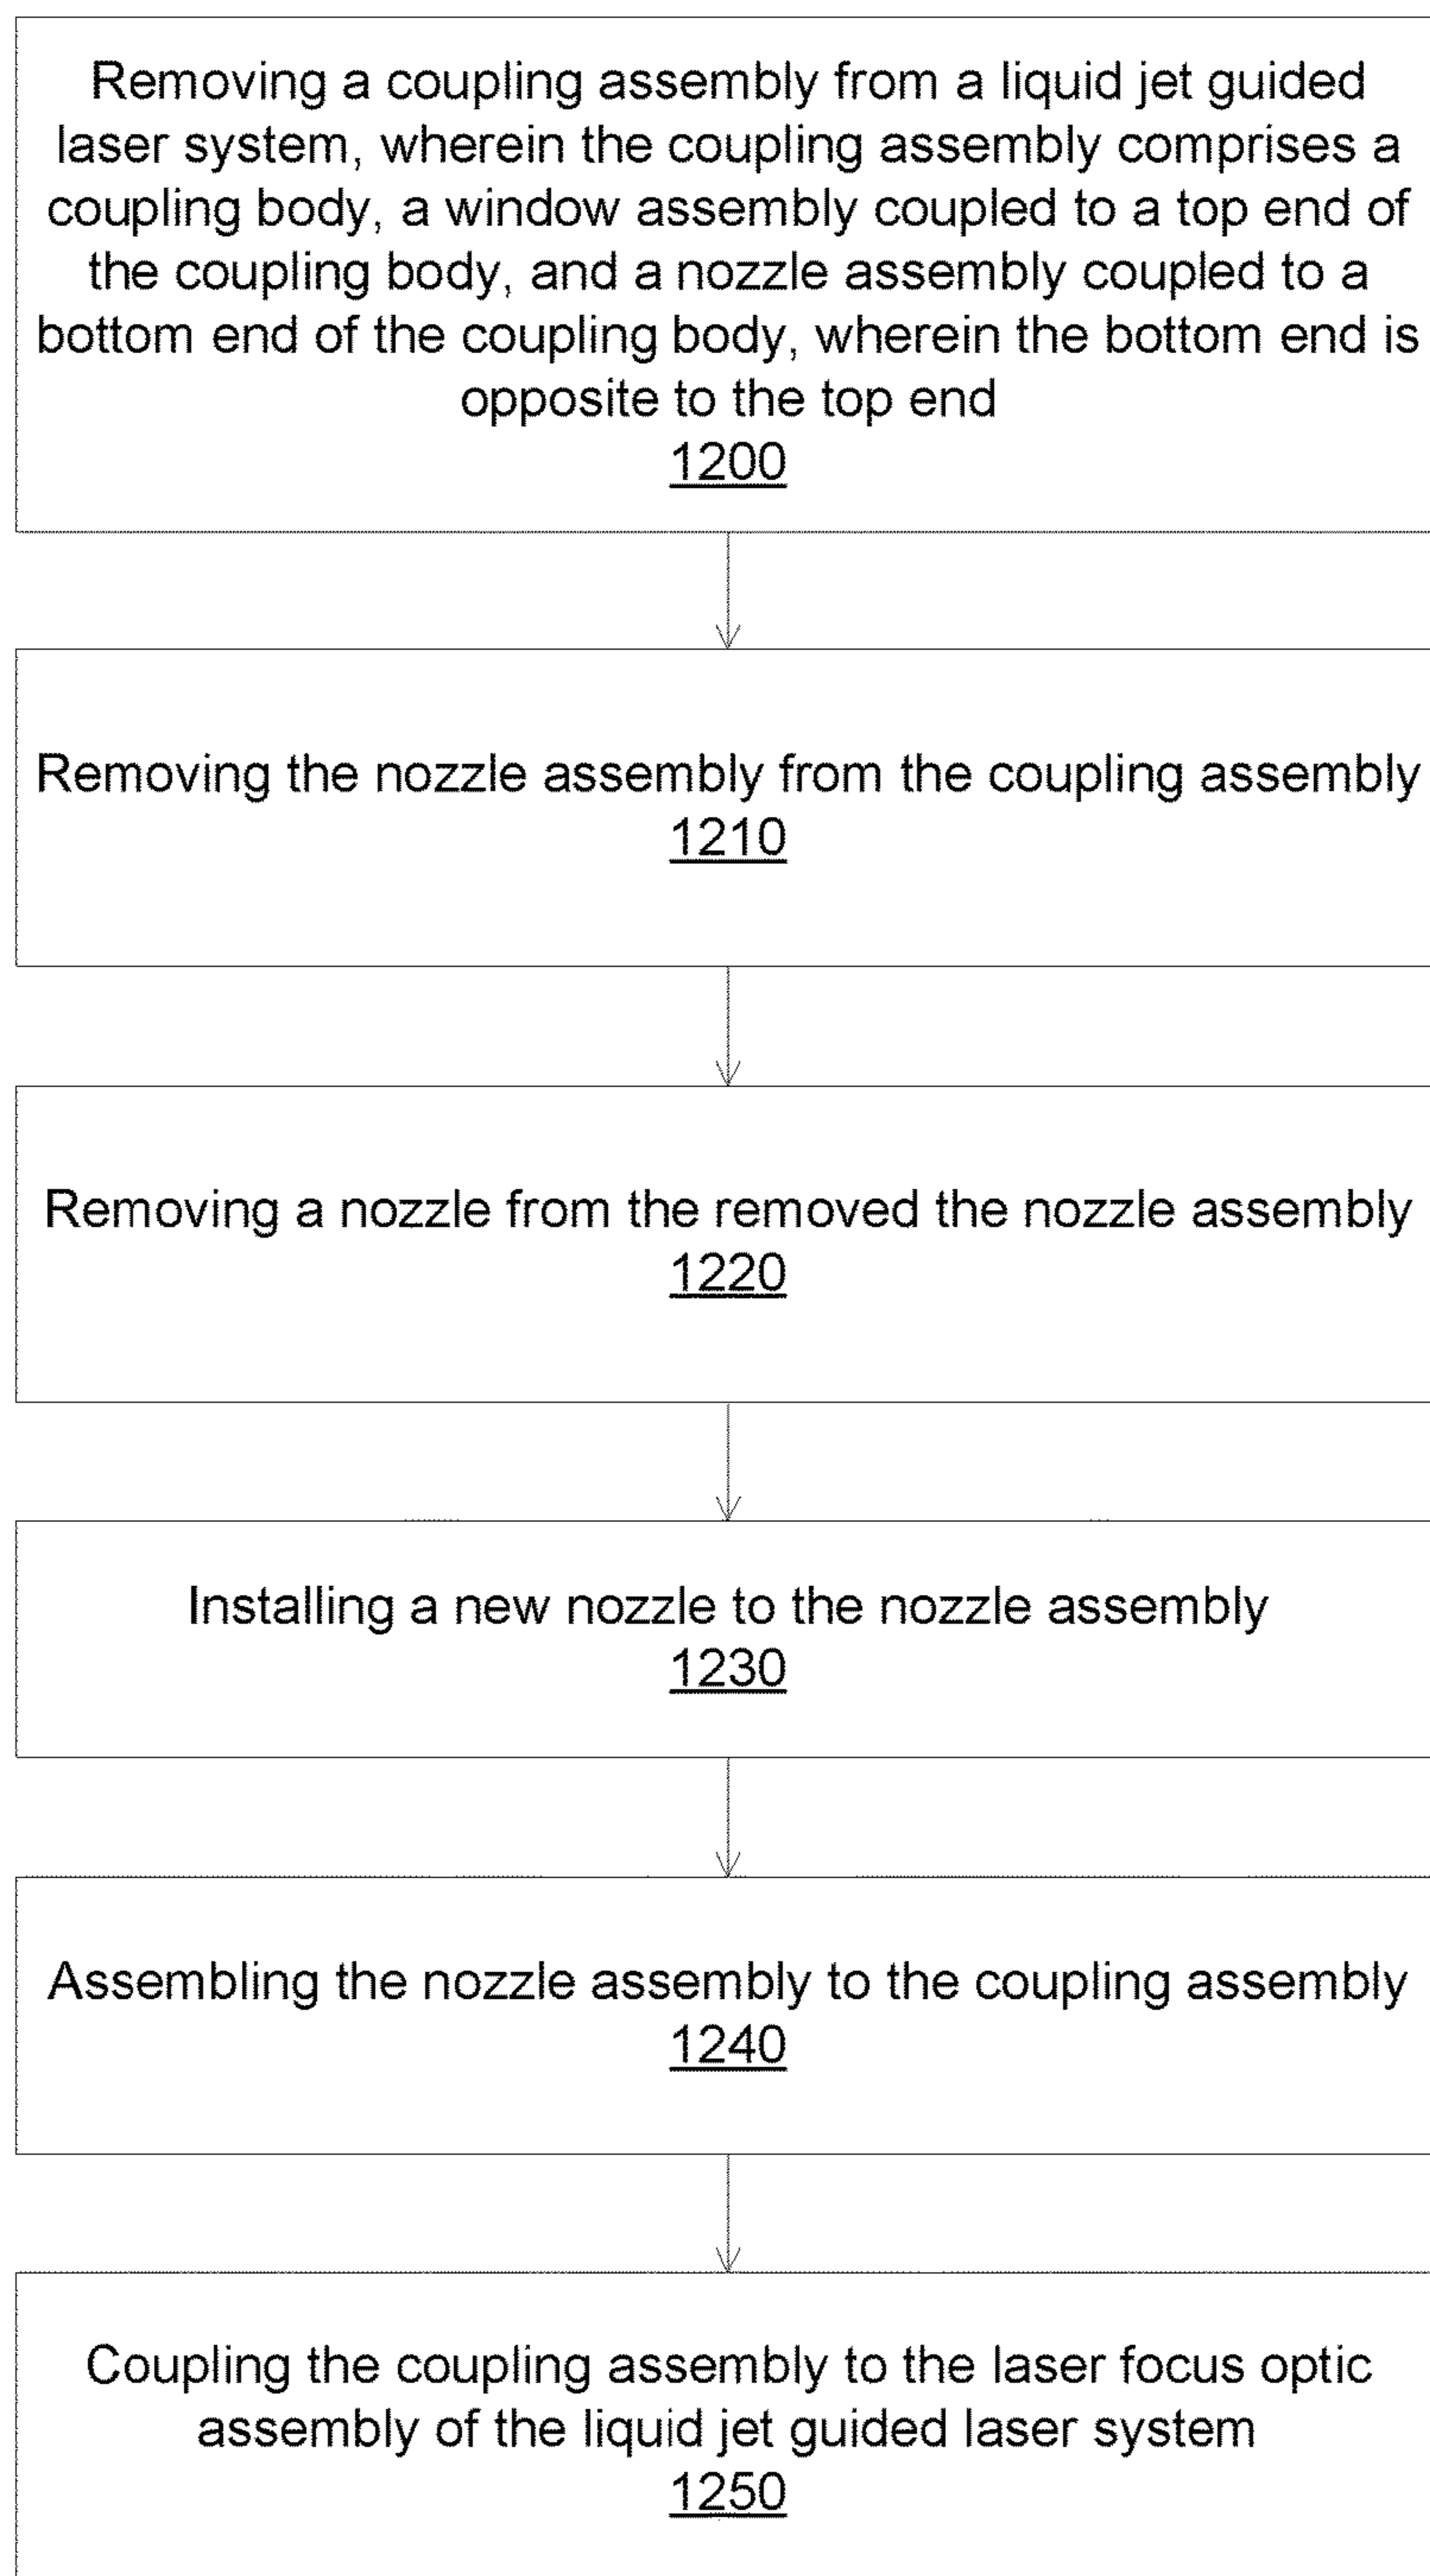 Removing a coupling assembly from a liquid jet guided
laser system, wherein the coupling assembly comprises a
coupling body, a window assembly coupled to a top end of
the coupling body, and a nozzle assembly coupled to a
bottom end of the coupling body, wherein the bottom end is
opposite to the top end
1200
Removing the nozzle assembly from the coupling assembly
1210
Removing a nozzle from the removed the nozzle assembly
1220
Installing a new nozzle to the nozzle assembly
1230
Assembling the nozzle assembly to the coupling assembly
1240
Coupling the coupling assembly to the laser focus optic
assembly of the liquid jet guided laser system
1250